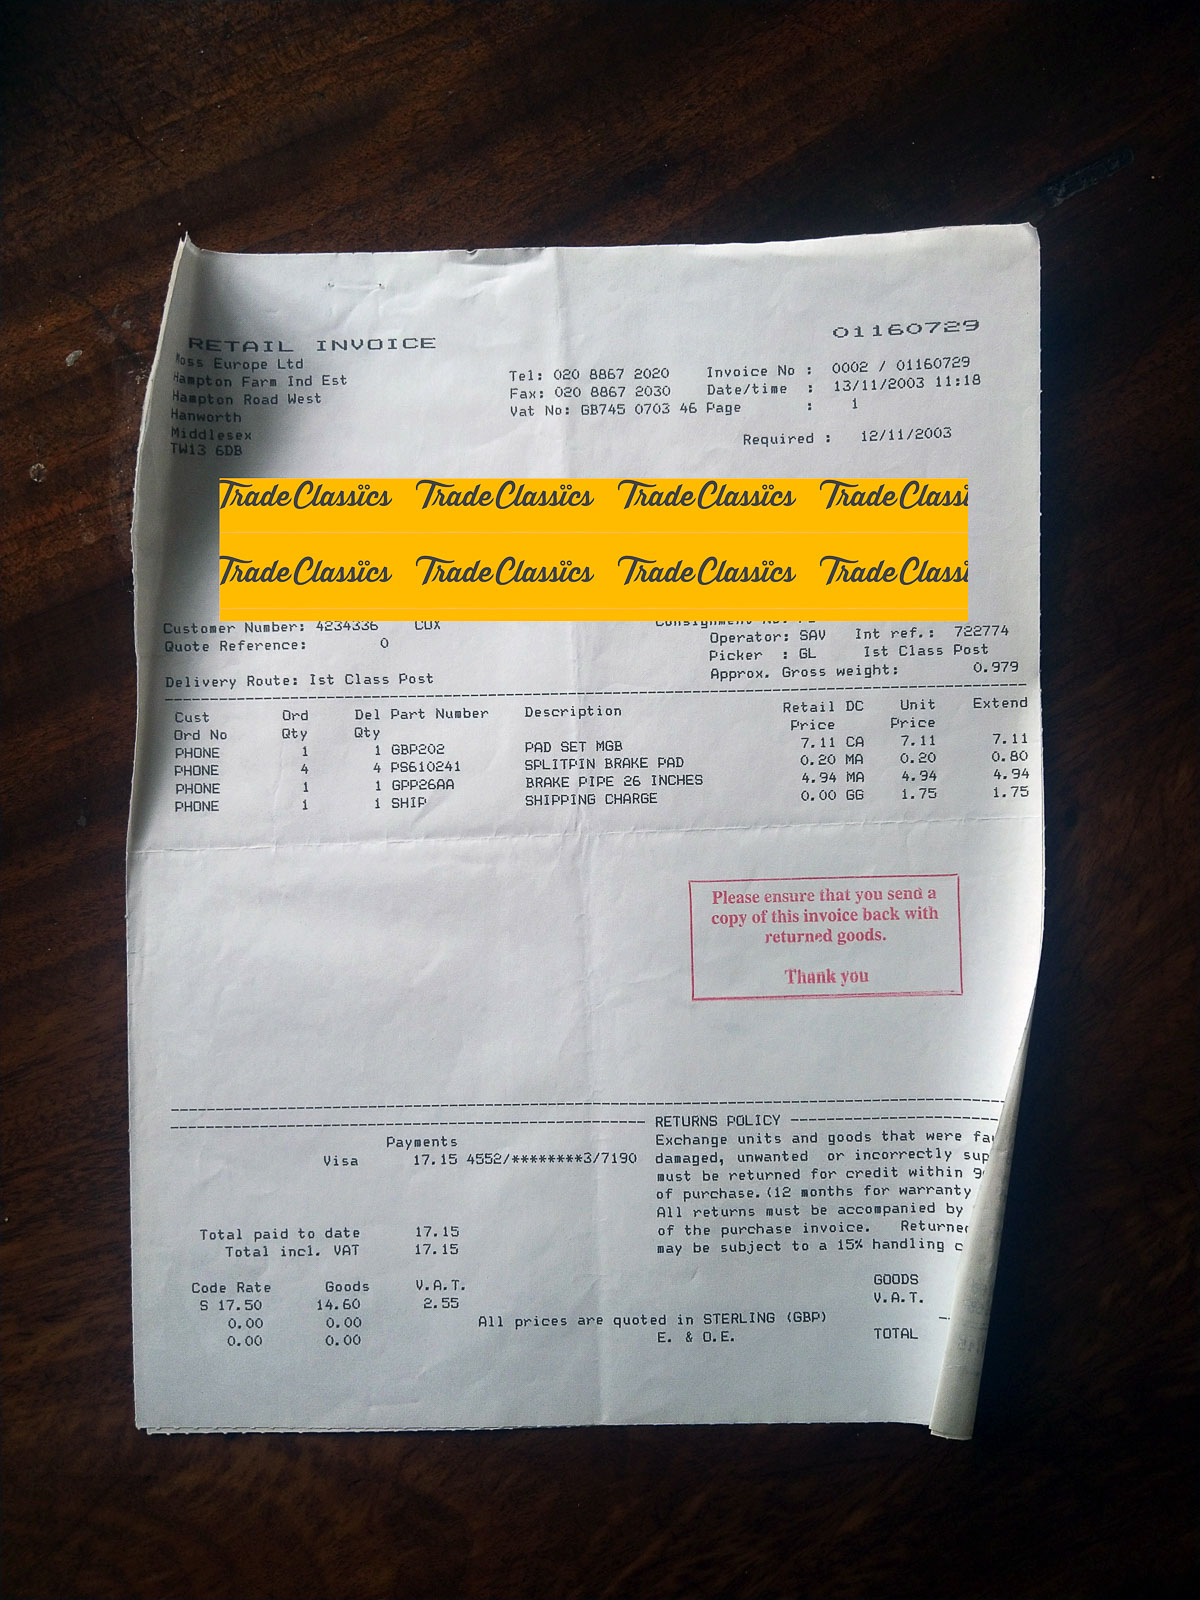 RETAIL INVOICE
01160729
Moss Europe Ltd
Hampton Farm Ind Est
Hampton Road West
Hanworth
Middlesex
TW13 6DB
Tel: 020 8867 2020
Fax: 020 8867 2030
Vat No: GB745 0703 46
Invoice No : 0002 / 01160729
Date/time : 13/11/2003 11:18
Page : 1
Required : 12/11/2003
Trade Classics Trade Classics Trade Classics Trade Classi
Trade Classics Trade Classics Trade Classics Trade Classi
Customer Number: 4234336 COX
Quote Reference: 0
Delivery Route: Ist Class Post
Consignment No:
Operator: SAV Int ref.: 722774
Picker : GL Ist Class Post
Approx. Gross weight: 0.979
Cust Ord Del Part Number Description Retail DC Unit Extend
Ord No Qty Qty Price Price
PHONE 1 1 GBP202 PAD SET MGB 7.11 CA 7.11 7.11
PHONE 4 4 PS610241 SPLITPIN BRAKE PAD 0.20 MA 0.20 0.80
PHONE 1 1 GPP26AA BRAKE PIPE 26 INCHES 4.94 MA 4.94 4.94
PHONE 1 1 SHIP SHIPPING CHARGE 0.00 GG 1.75 1.75
Please ensure that you send a
copy of this invoice back with
returned goods.
Thank you
Payments
Visa 17.15 4552/********3/7190
Total paid to date 17.15
Total incl. VAT 17.15
RETURNS POLICY
Exchange units and goods that were
damaged, unwanted or incorrectly
must be returned for credit within
of purchase. (12 months for warranty
All returns must be accompanied by
of the purchase invoice. Returned
may be subject to a 15% handling
Code Rate Goods V.A.T.
S 17.50 14.60 2.55
0.00 0.00
0.00 0.00
All prices are quoted in STERLING (GBP)
E. & O.E.
GOODS
V.A.T.
TOTAL